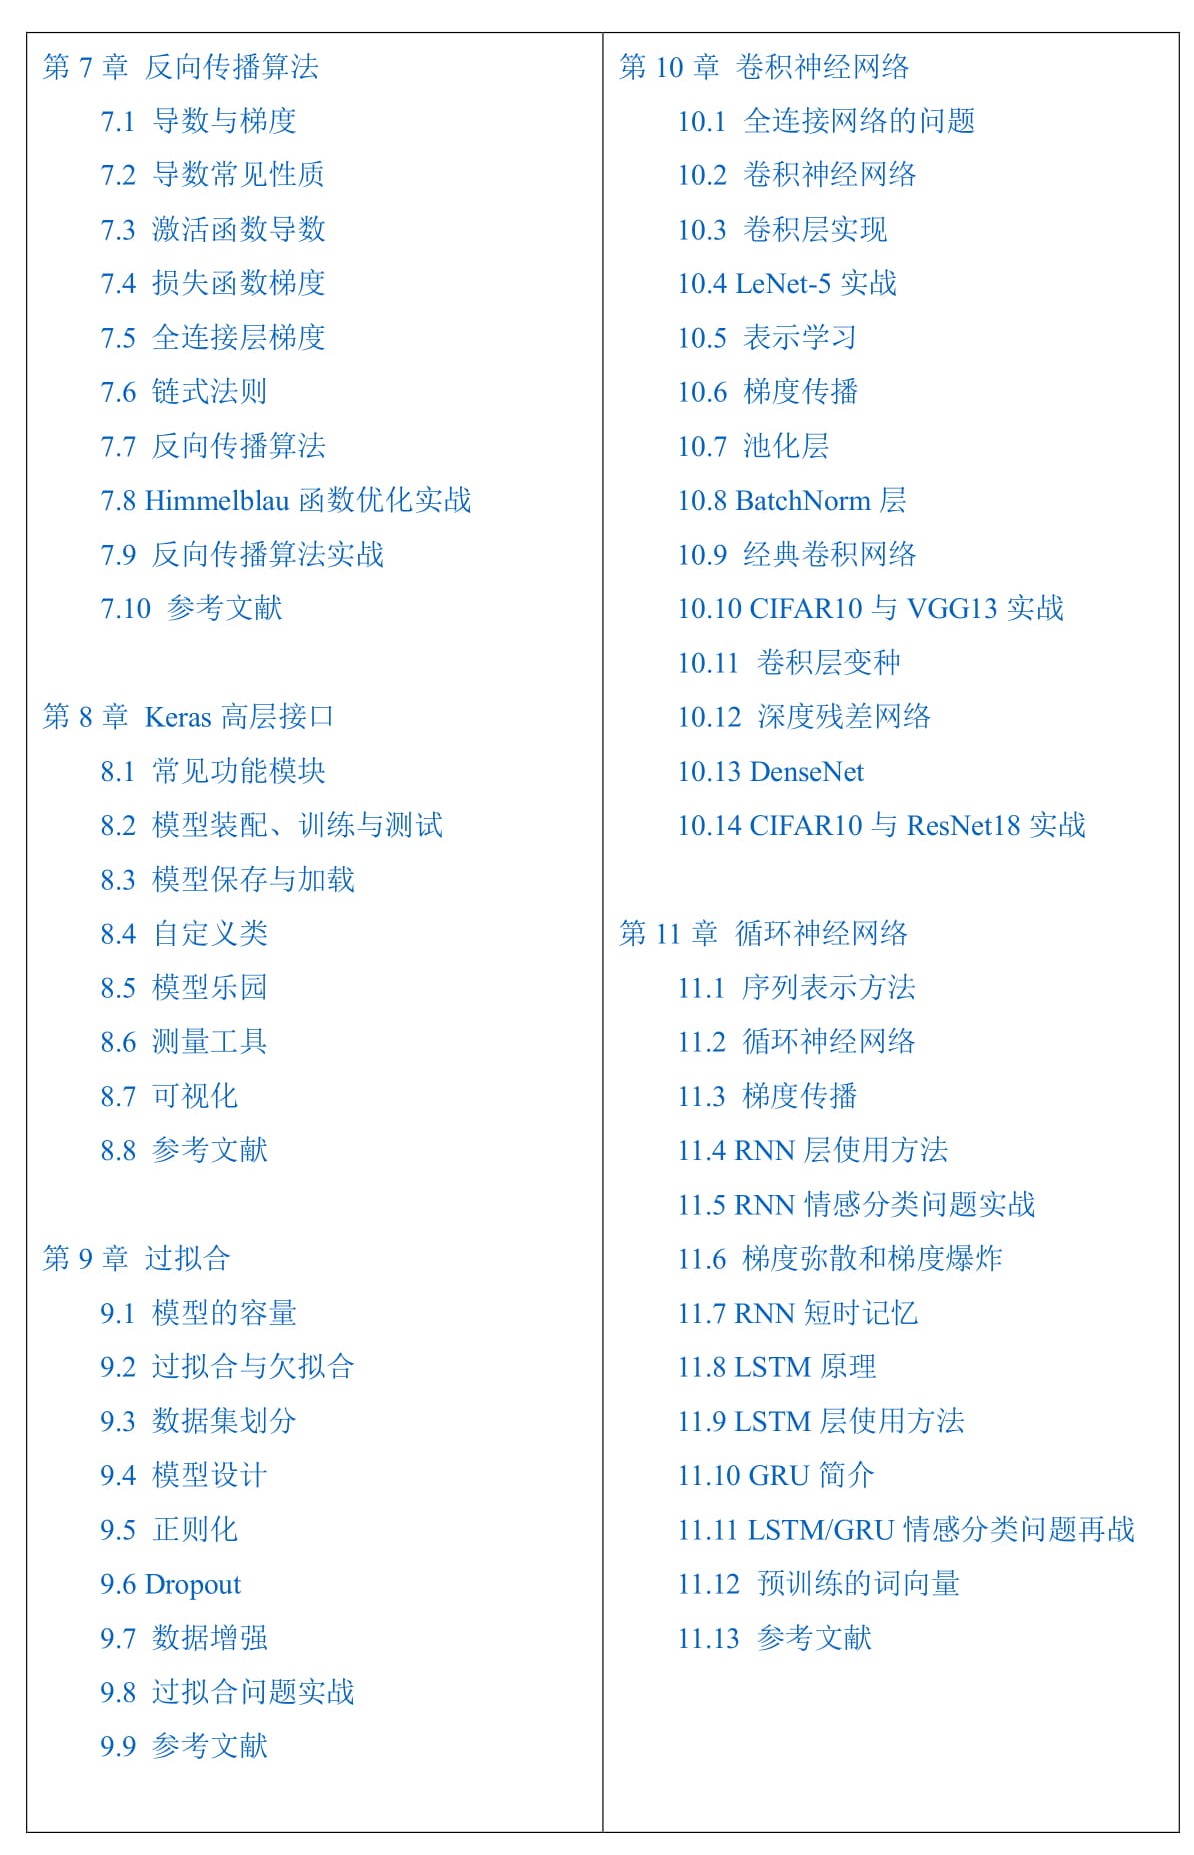 第 7 章 反向传播算法
7.1 导数与梯度
7.2 导数常见性质
7.3 激活函数导数
7.4 损失函数梯度
7.5 全连接层梯度
7.6 链式法则
7.7 反向传播算法
7.8 Himmelblau 函数优化实战
7.9 反向传播算法实战
7.10 参考文献
第 8 章 Keras 高层接口
8.1 常见功能模块
8.2 模型装配、训练与测试
8.3 模型保存与加载
8.4 自定义类
8.5 模型乐园
8.6 测量工具
8.7 可视化
8.8 参考文献
第 9 章 过拟合
9.1 模型的容量
9.2 过拟合与欠拟合
9.3 数据集划分
9.4 模型设计
9.5 正则化
9.6 Dropout
9.7 数据增强
9.8 过拟合问题实战
9.9 参考文献
第 10 章 卷积神经网络
10.1 全连接网络的问题
10.2 卷积神经网络
10.3 卷积层实现
10.4 LeNet-5 实战
10.5 表示学习
10.6 梯度传播
10.7 池化层
10.8 BatchNorm 层
10.9 经典卷积网络
10.10 CIFAR10 与 VGG13 实战
10.11 卷积层变种
10.12 深度残差网络
10.13 DenseNet
10.14 CIFAR10 与 ResNet18 实战
第 11 章 循环神经网络
11.1 序列表示方法
11.2 循环神经网络
11.3 梯度传播
11.4 RNN 层使用方法
11.5 RNN 情感分类问题实战
11.6 梯度弥散和梯度爆炸
11.7 RNN 短时记忆
11.8 LSTM 原理
11.9 LSTM 层使用方法
11.10 GRU 简介
11.11 LSTM/GRU 情感分类问题再战
11.12 预训练的词向量
11.13 参考文献